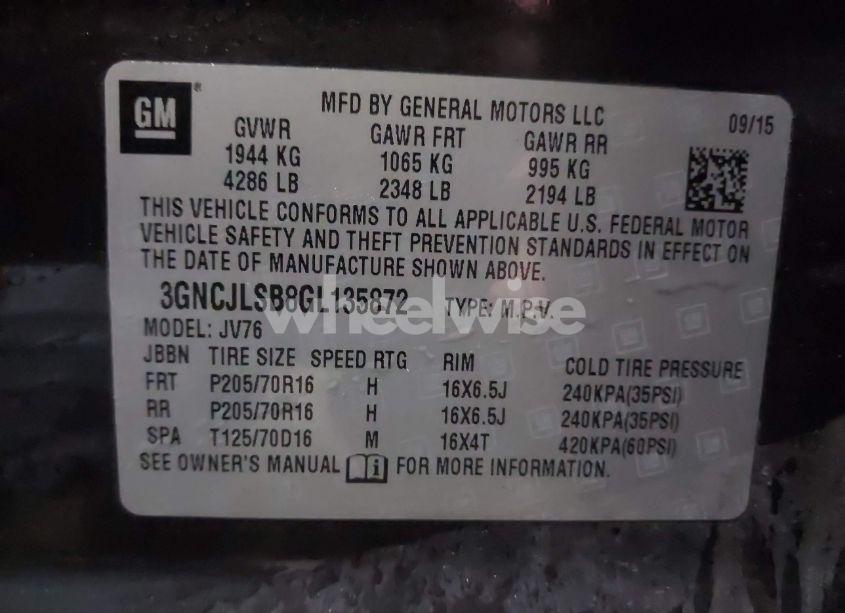 GM ®
MFD BY GENERAL MOTORS LLC
09/15
GVWR GAWR FRT GAWR RR
1944 KG 1065 KG 995 KG
4286 LB 2348 LB 2194 LB
THIS VEHICLE CONFORMS TO ALL APPLICABLE U.S. FEDERAL MOTOR
VEHICLE SAFETY AND THEFT PREVENTION STANDARDS IN EFFECT ON
THE DATE OF MANUFACTURE SHOWN ABOVE.
3GNCJLSB8GL135872 TYPE: M.P.V.
wheelwise
MODEL: JV76
JBBN TIRE SIZE SPEED RTG RIM COLD TIRE PRESSURE
FRT P205/70R16 H 16X6.5J 240KPA(35PSI)
RR P205/70R16 H 16X6.5J 240KPA(35PSI)
SPA T125/70D16 M 16X4T 420KPA(60PSI)
SEE OWNER'S MANUAL i FOR MORE INFORMATION.